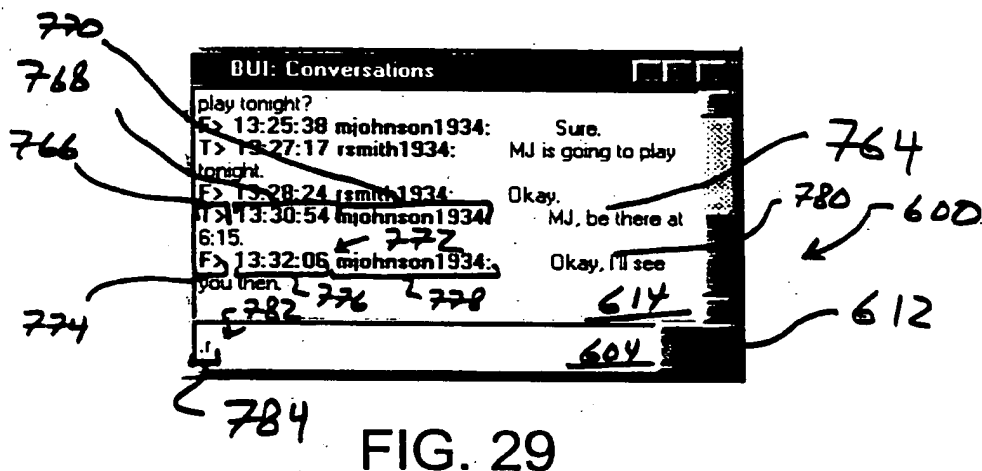 770
BUI: Conversations
768
play tonight?
F> 13:25:38 mjohnson1934: Sure.
766
T> 13:27:17 rsmith1934: MJ is going to play
764
tonight.
F> 13:28:24 rsmith1934: Okay.
780
T> 13:30:54 mjohnson1934: MJ, be there at
600
6:15.
772
F> 13:32:06 mjohnson1934: Okay, I'll see
you then.
776
778
614
774
782
612
.r
604
784
FIG. 29